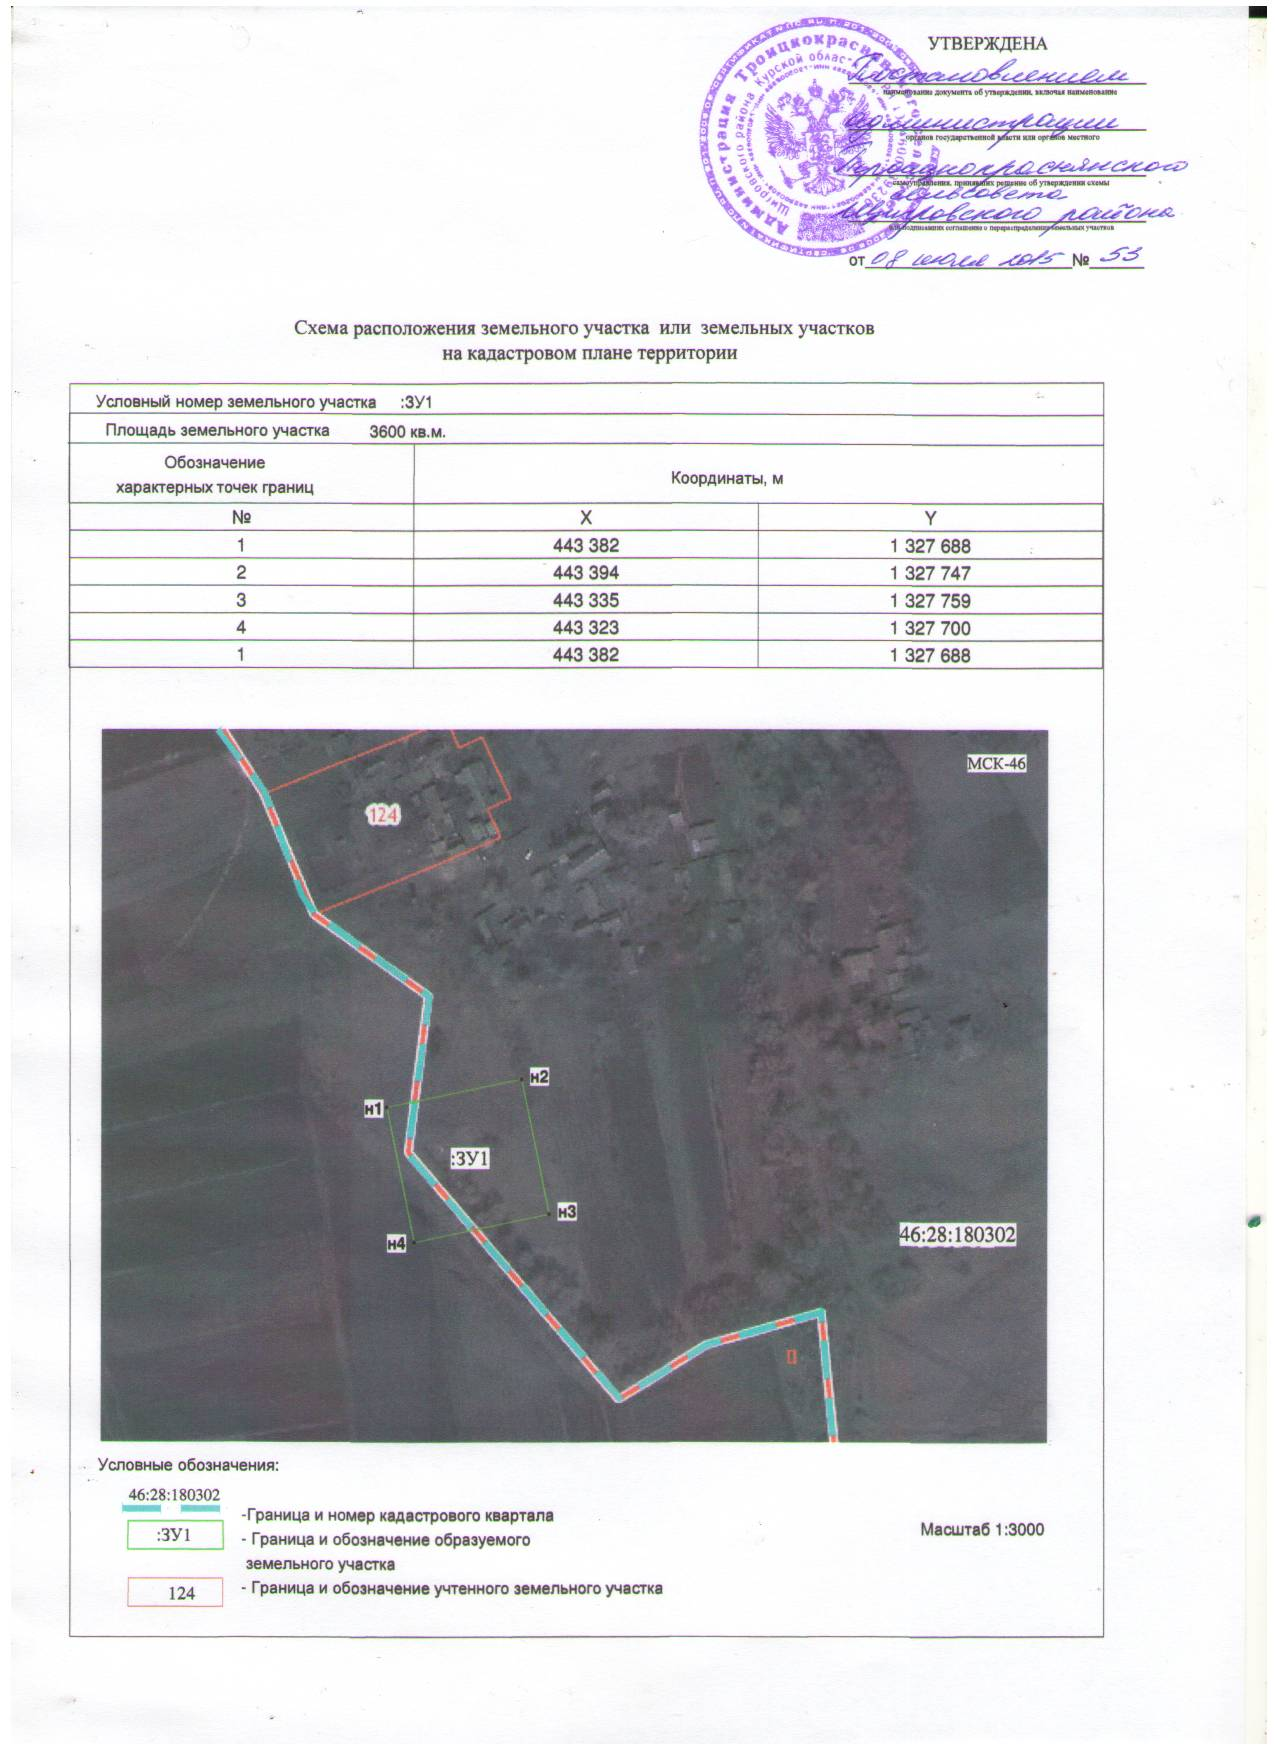 УТВЕРЖДЕНА
Постановлением
наименование документа об утверждении, включая наименование
администрации
органов государственной власти или органов местного
Троицкокраснянского
самоуправления, принявших решение об утверждении схемы
сельсовета
Щигровского района
или подписавших соглашение о перераспределении земельных участков
от 08 июля 2015 № 53
Администрация Троицкокраснянского
Щигровского района Курской области
Схема расположения земельного участка или земельных участков
на кадастровом плане территории
Условный номер земельного участка :ЗУ1
Площадь земельного участка 3600 кв.м.
Обозначение
характерных точек границ
Координаты, м
№ X Y
1 443 382 1 327 688
2 443 394 1 327 747
3 443 335 1 327 759
4 443 323 1 327 700
1 443 382 1 327 688
МСК-46
124
н2
н1
:ЗУ1
н3
46:28:180302
н4
Условные обозначения:
46:28:180302
-Граница и номер кадастрового квартала
:ЗУ1
- Граница и обозначение образуемого
земельного участка
Масштаб 1:3000
124
- Граница и обозначение учтенного земельного участка